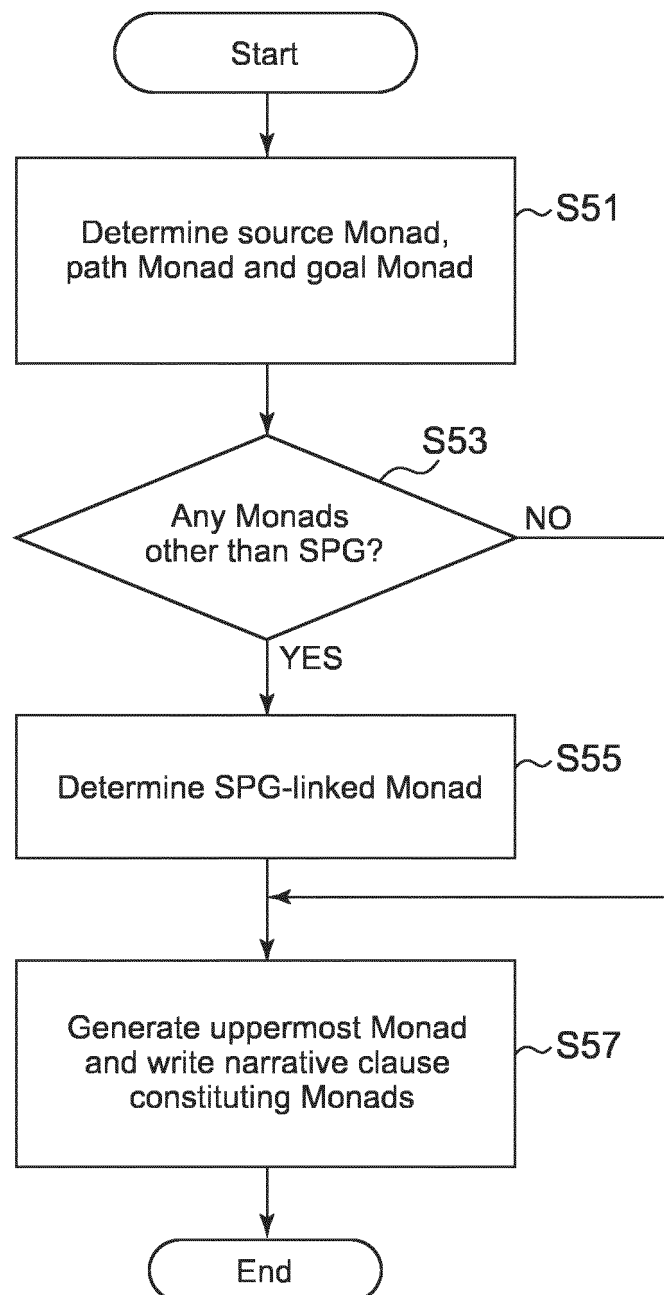 Start
S51
Determine source Monad,
path Monad and goal Monad
S53
Any Monads
other than SPG?
NO
YES
S55
Determine SPG-linked Monad
Generate uppermost Monad
and write narrative clause
constituting Monads
S57
End